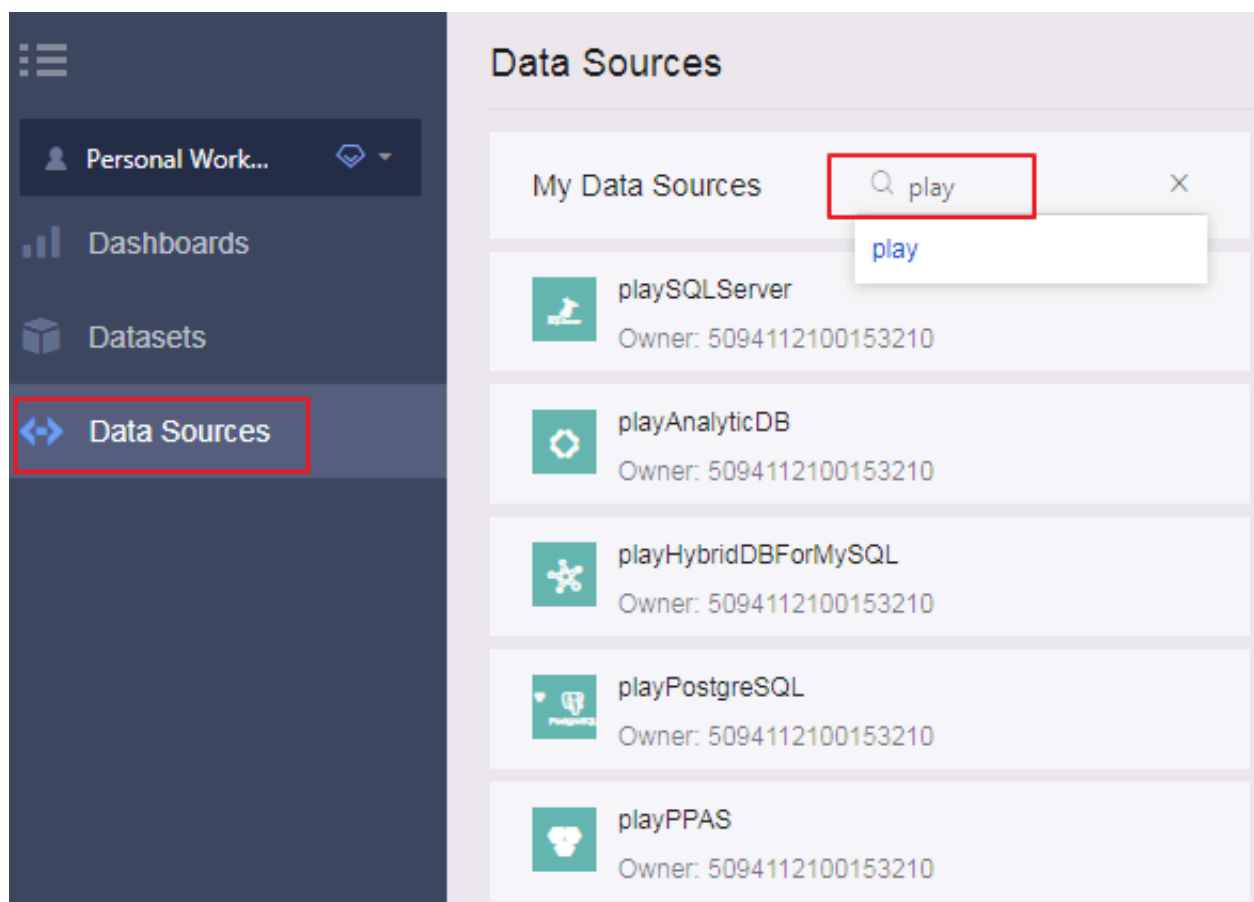 Data Sources
Personal Work...
My Data Sources
play
play
Dashboards
Datasets
Data Sources
playSQLServer
Owner: 5094112100153210
playAnalyticDB
Owner: 5094112100153210
playHybridDBForMySQL
Owner: 5094112100153210
playPostgreSQL
Owner: 5094112100153210
playPPAS
Owner: 5094112100153210